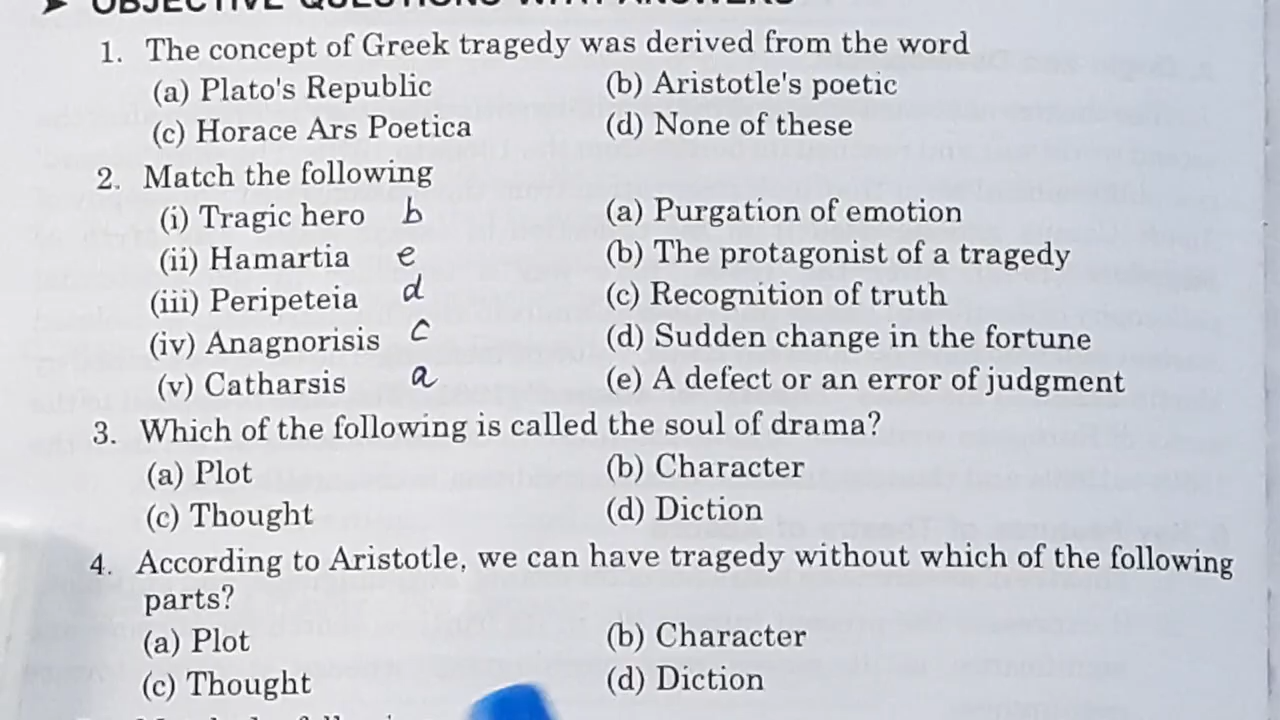 ➤ OBJECTIVE QUESTIONS WITH ANSWERS
1. The concept of Greek tragedy was derived from the word
(a) Plato's Republic (b) Aristotle's poetic
(c) Horace Ars Poetica (d) None of these
2. Match the following
(i) Tragic hero b (a) Purgation of emotion
(ii) Hamartia e (b) The protagonist of a tragedy
(iii) Peripeteia d (c) Recognition of truth
(iv) Anagnorisis c (d) Sudden change in the fortune
(v) Catharsis a (e) A defect or an error of judgment
3. Which of the following is called the soul of drama?
(a) Plot (b) Character
(c) Thought (d) Diction
4. According to Aristotle, we can have tragedy without which of the following
parts?
(a) Plot (b) Character
(c) Thought (d) Diction